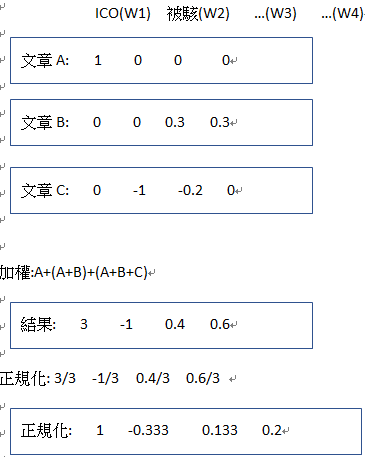 ICO(W1) 被駭(W2) ...(W3) ...(W4)
文章 A: 1 0 0 0
文章 B: 0 0 0.3 0.3
文章 C: 0 -1 -0.2 0
加權:A+(A+B)+(A+B+C)
結果: 3 -1 0.4 0.6
正規化: 3/3 -1/3 0.4/3 0.6/3
正規化: 1 -0.333 0.133 0.2